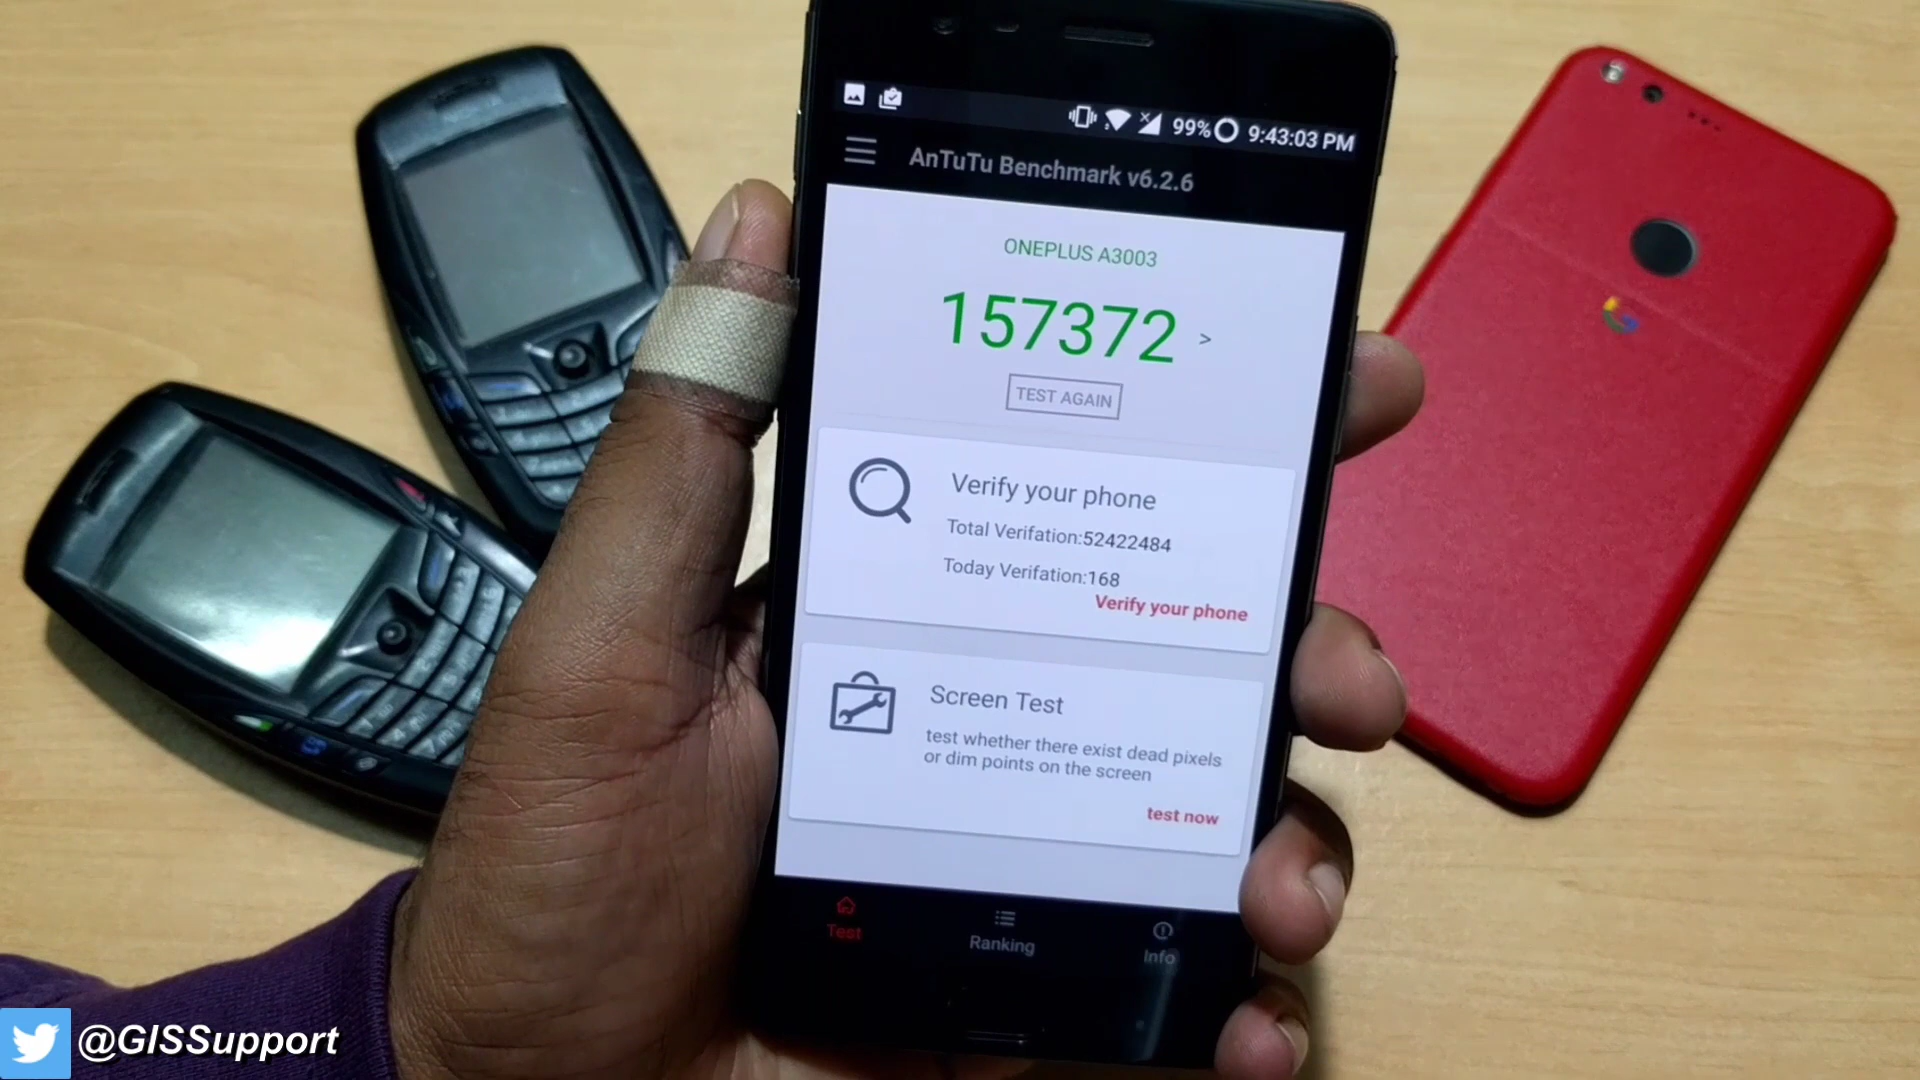 99% 9:43:03 PM
AnTuTu Benchmark v6.2.6
ONEPLUS A3003
157372 >
TEST AGAIN
Verify your phone
Total Verifation:52422484
Today Verifation:168
Verify your phone
Screen Test
test whether there exist dead pixels
or dim points on the screen
test now
Test
Ranking
Info
@GISSupport